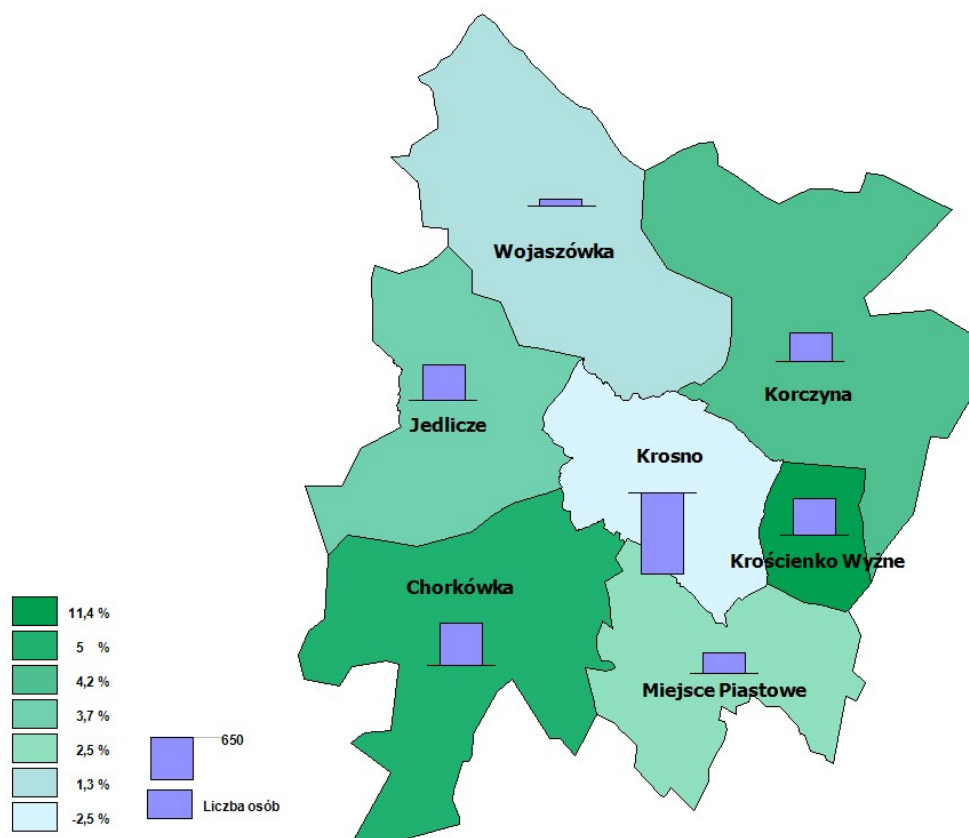 Wojaszówka
Korczyna
Jedlicze
Krosno
Krościenko Wyżne
Chorkówka
Miejsce Piastowe
11,4 %
5 %
4,2 %
3,7 %
2,5 %
1,3 %
-2,5 %
650
Liczba osób